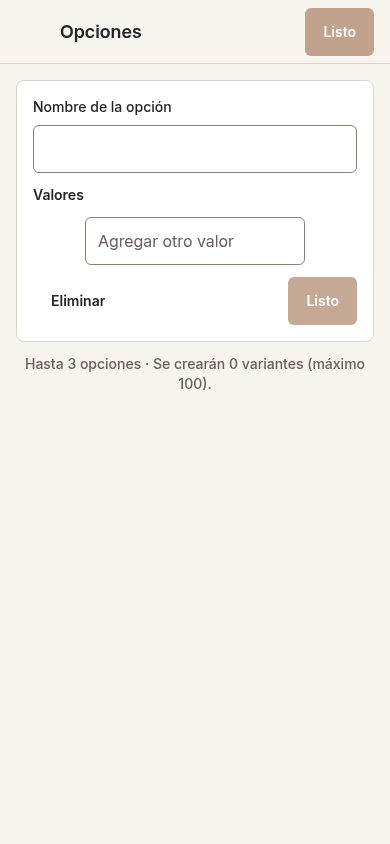 Opciones
Listo
Nombre de la opción
Valores
Agregar otro valor
Eliminar
Listo
Hasta 3 opciones · Se crearán 0 variantes (máximo
100).